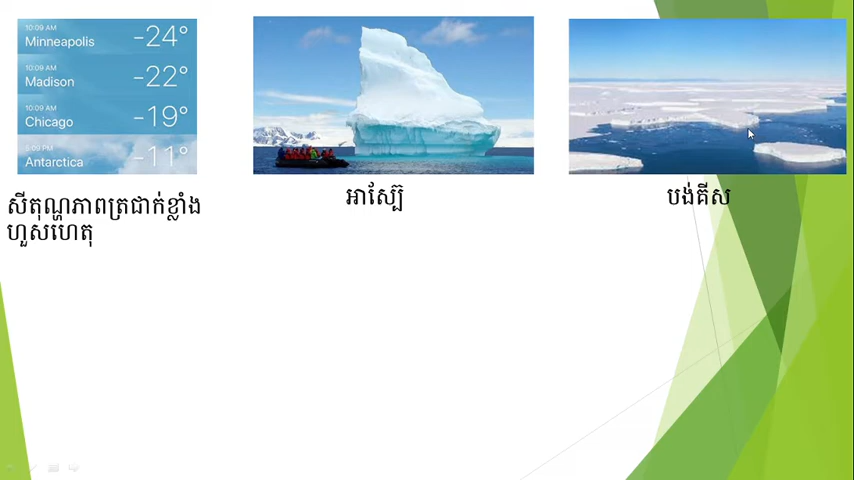 10:09 AM
Minneapolis -24°
10:09 AM
Madison -22°
10:09 AM
Chicago -19°
5:09 PM
Antarctica -11°
សីតុណ្ហភាពត្រជាក់ខ្លាំង
ហួសហេតុ
អាស្ប៊ែ
បង់គីស